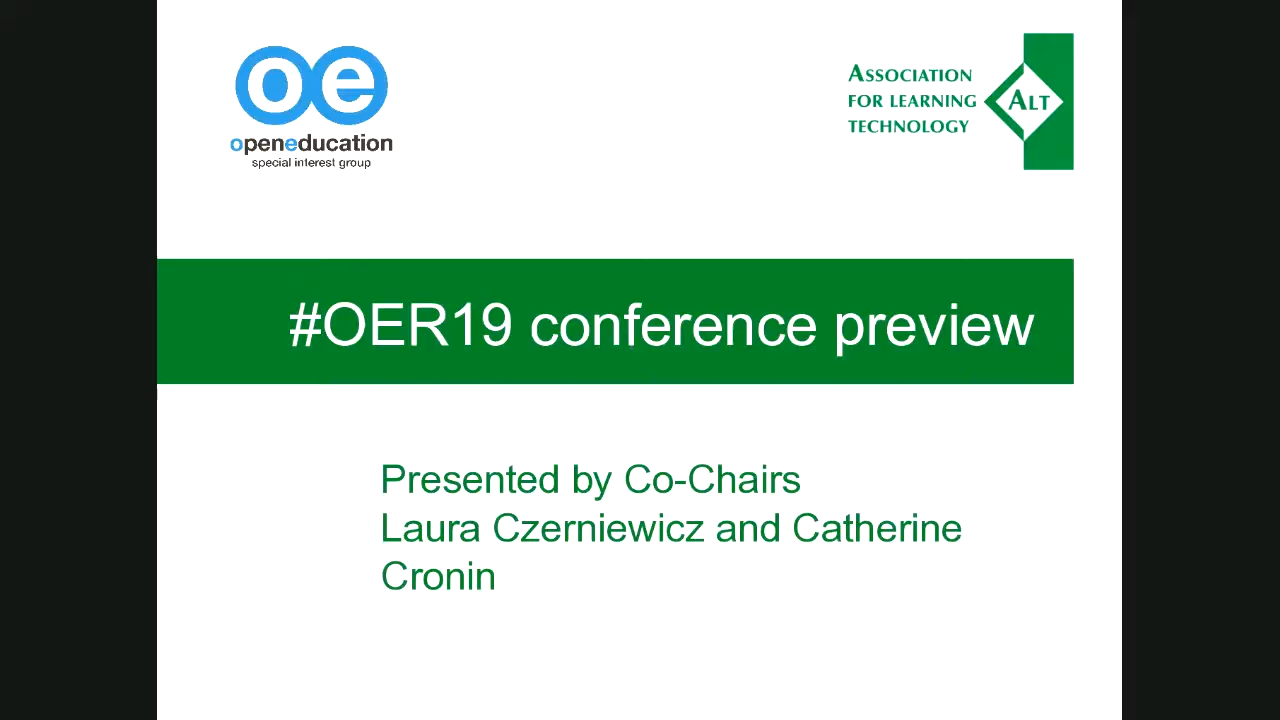 oe
openeducation
special interest group
ASSOCIATION
FOR LEARNING
TECHNOLOGY
ALT
#OER19 conference preview
Presented by Co-Chairs
Laura Czerniewicz and Catherine
Cronin